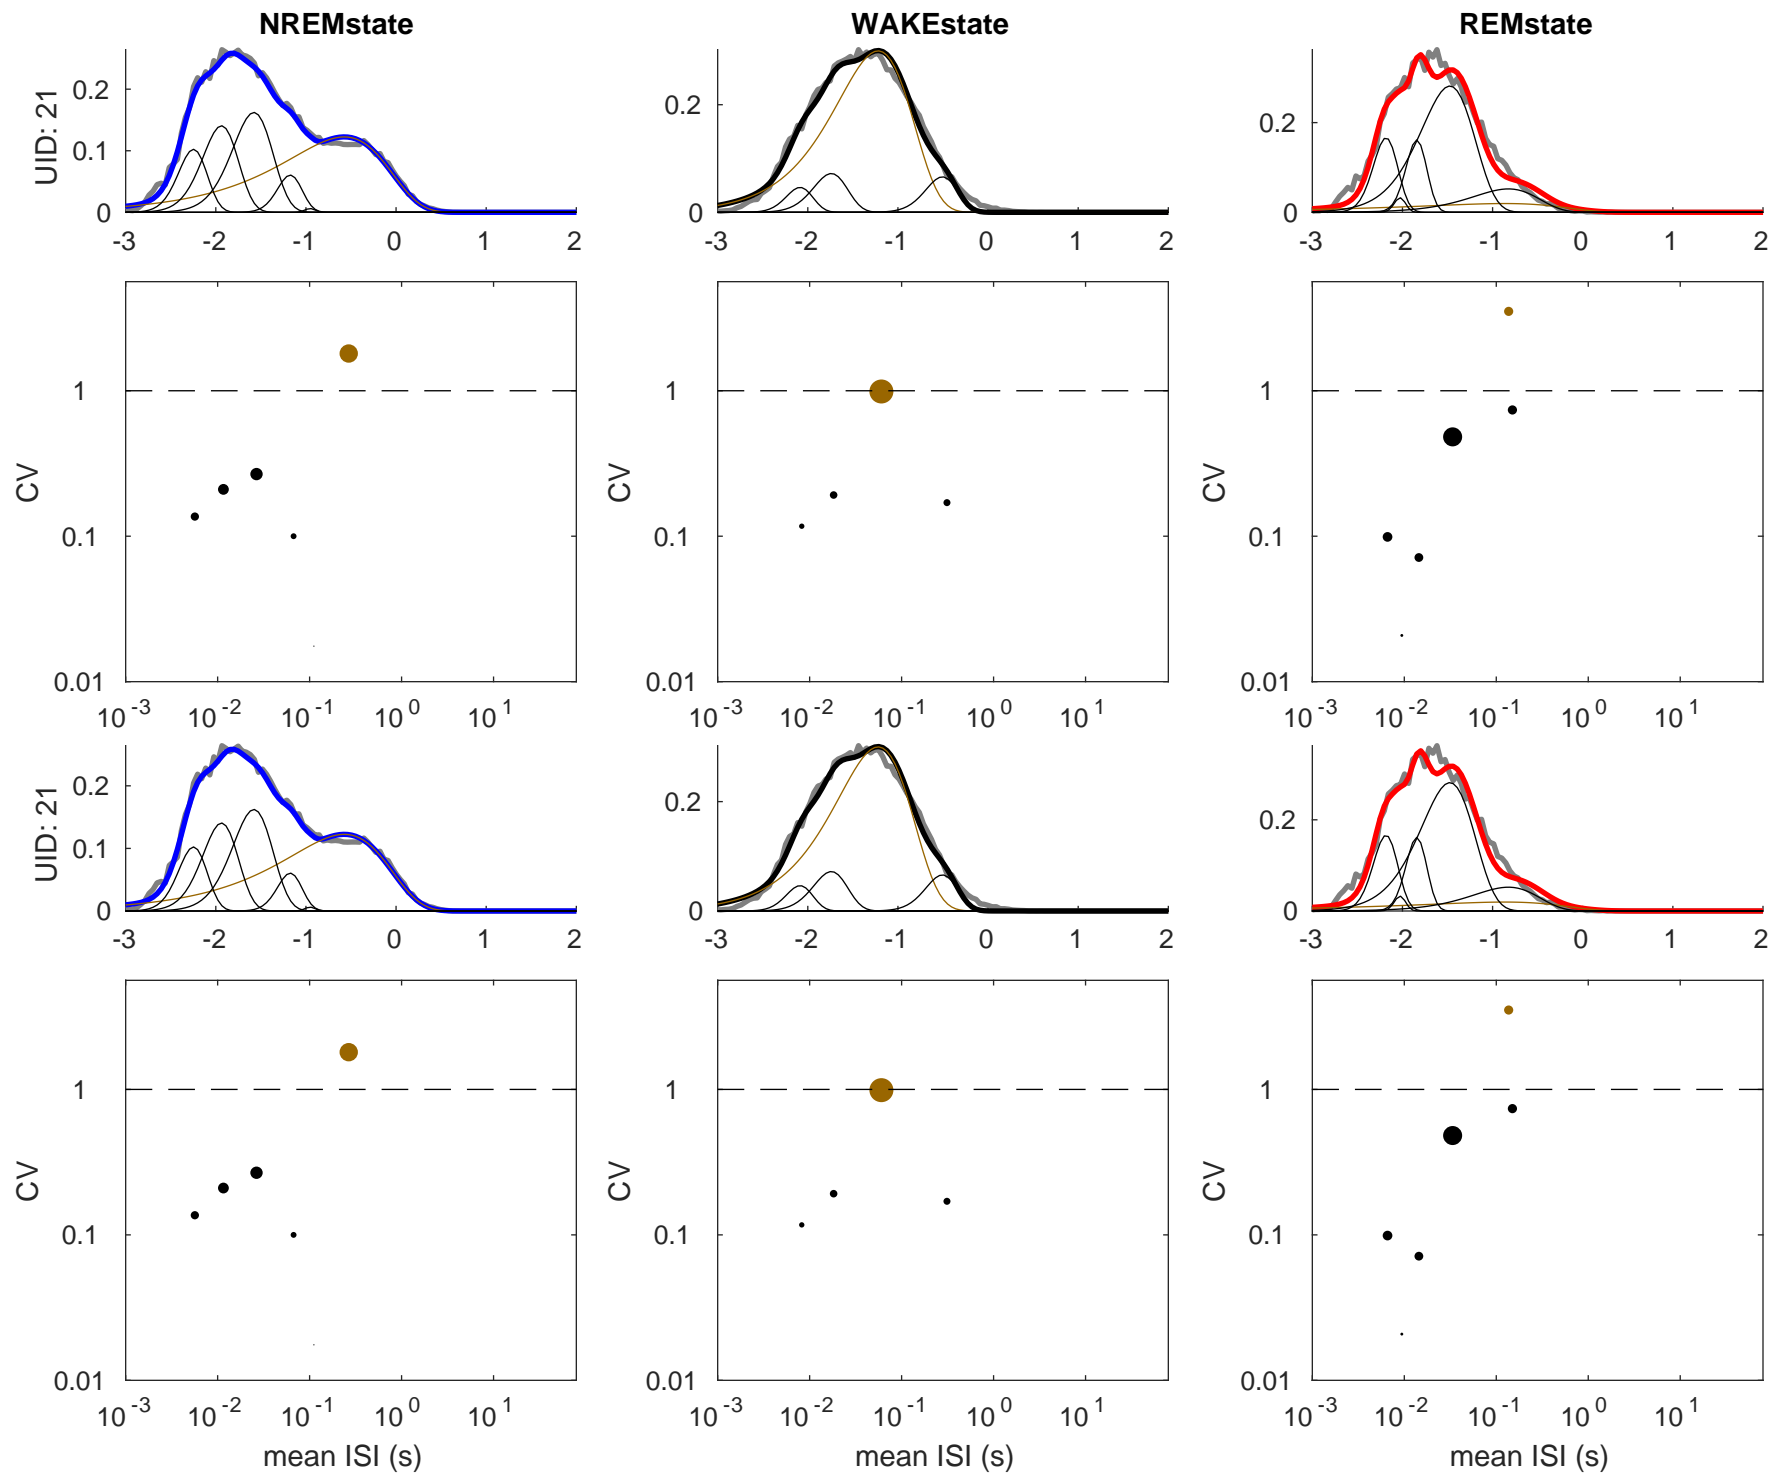 NREMstate WAKEstate REMstate
UID: 21
0.2 0.2 0.2
0.1
0 0 0
-3 -2 -1 0 1 2 -3 -2 -1 0 1 2 -3 -2 -1 0 1 2
CV CV CV
1 1 1
0.1 0.1 0.1
0.01 0.01 0.01
10^-3 10^-2 10^-1 10^0 10^1 10^-3 10^-2 10^-1 10^0 10^1 10^-3 10^-2 10^-1 10^0 10^1
UID: 21
0.2 0.2 0.2
0.1
0 0 0
-3 -2 -1 0 1 2 -3 -2 -1 0 1 2 -3 -2 -1 0 1 2
CV CV CV
1 1 1
0.1 0.1 0.1
0.01 0.01 0.01
10^-3 10^-2 10^-1 10^0 10^1 10^-3 10^-2 10^-1 10^0 10^1 10^-3 10^-2 10^-1 10^0 10^1
mean ISI (s) mean ISI (s) mean ISI (s)